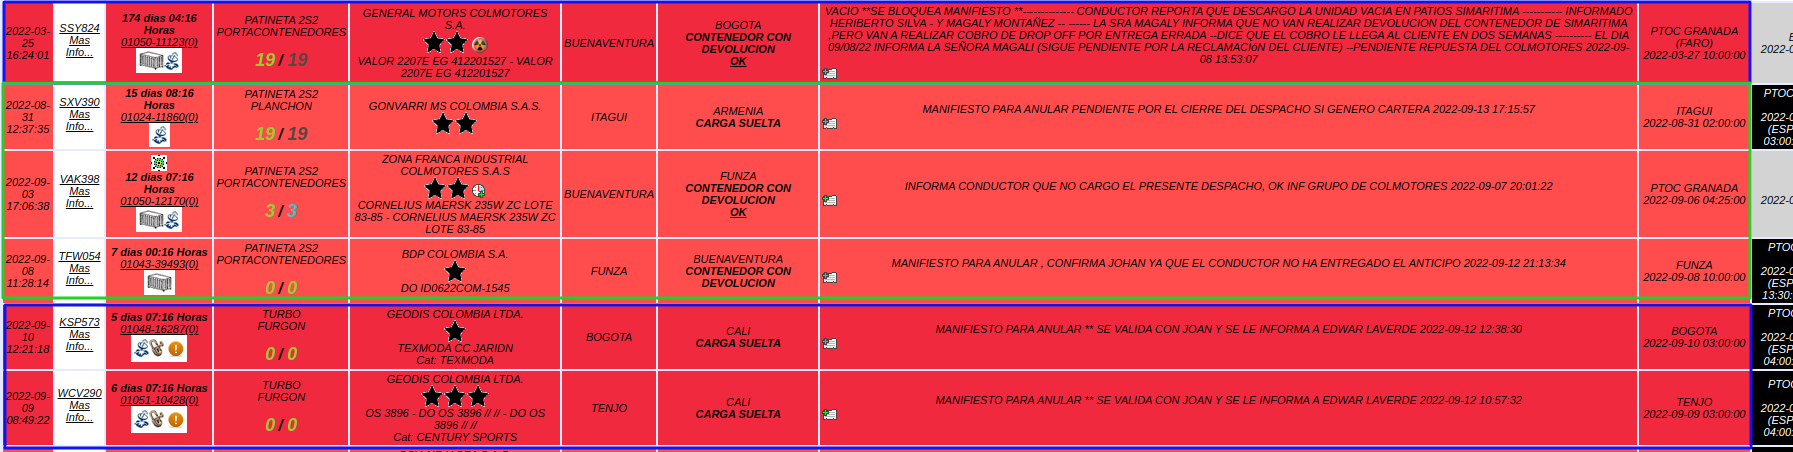 2022-03-
25
16:24:01
SSY824
Mas
Info...
174 dias 04:16
Horas
01050-11123(0)
PATINETA 2S2
PORTACONTENEDORES
19 / 19
GENERAL MOTORS COLMOTORES
S.A.
VALOR 2207E EG 412201527 - VALOR
2207E EG 412201527
BUENAVENTURA
BOGOTA
CONTENEDOR CON
DEVOLUCION
OK
VACIO **SE BLOQUEA MANIFIESTO **-------------- CONDUCTOR REPORTA QUE DESCARGO LA UNIDAD VACIA EN PATIOS SIMARITIMA ----------- INFORMADO
HERIBERTO SILVA - Y MAGALY MONTAÑEZ -- ------ LA SRA MAGALY INFORMA QUE NO VAN REALIZAR DEVOLUCION DEL CONTENEDOR DE SIMARITIMA
,PERO VAN A REALIZAR COBRO DE DROP OFF POR ENTREGA ERRADA --DICE QUE EL COBRO LE LLEGA AL CLIENTE EN DOS SEMANAS ---------- EL DIA
09/08/22 INFORMA LA SEÑORA MAGALI (SIGUE PENDIENTE POR LA RECLAMACIÓN DEL CLIENTE) --PENDIENTE REPUESTA DEL COLMOTORES 2022-09-
08 13:53:07
PTOC GRANADA
(FARO)
2022-03-27 10:00:00
2022-0
2022-08-
31
12:37:35
SXV390
Mas
Info...
15 dias 08:16
Horas
01024-11860(0)
PATINETA 2S2
PLANCHON
19 / 19
GONVARRI MS COLOMBIA S.A.S.
ITAGUI
ARMENIA
CARGA SUELTA
MANIFIESTO PARA ANULAR PENDIENTE POR EL CIERRE DEL DESPACHO SI GENERO CARTERA 2022-09-13 17:15:57
ITAGUI
2022-08-31 02:00:00
PTOC
2022-0
(ESP
03:00:
2022-09-
03
17:06:38
VAK398
Mas
Info...
12 dias 07:16
Horas
01050-12170(0)
PATINETA 2S2
PORTACONTENEDORES
3 / 3
ZONA FRANCA INDUSTRIAL
COLMOTORES S.A.S
CORNELIUS MAERSK 235W ZC LOTE
83-85 - CORNELIUS MAERSK 235W ZC
LOTE 83-85
BUENAVENTURA
FUNZA
CONTENEDOR CON
DEVOLUCION
OK
INFORMA CONDUCTOR QUE NO CARGO EL PRESENTE DESPACHO, OK INF GRUPO DE COLMOTORES 2022-09-07 20:01:22
PTOC GRANADA
2022-09-06 04:25:00
2022-0
2022-09-
08
11:28:14
TFW054
Mas
Info...
7 dias 00:16 Horas
01043-39493(0)
PATINETA 2S2
PORTACONTENEDORES
0 / 0
BDP COLOMBIA S.A.
DO ID0622COM-1545
FUNZA
BUENAVENTURA
CONTENEDOR CON
DEVOLUCION
MANIFIESTO PARA ANULAR , CONFIRMA JOHAN YA QUE EL CONDUCTOR NO HA ENTREGADO EL ANTICIPO 2022-09-12 21:13:34
FUNZA
2022-09-08 10:00:00
PTOC
2022-0
(ESP
13:30:
2022-09-
10
12:21:18
KSP573
Mas
Info...
5 dias 07:16 Horas
01048-16287(0)
TURBO
FURGON
0 / 0
GEODIS COLOMBIA LTDA.
TEXMODA CC JARIDN
Cat: TEXMODA
BOGOTA
CALI
CARGA SUELTA
MANIFIESTO PARA ANULAR ** SE VALIDA CON JOAN Y SE LE INFORMA A EDWAR LAVERDE 2022-09-12 12:38:30
BOGOTA
2022-09-10 03:00:00
PTOC
2022-0
(ESP
04:00:
2022-09-
09
08:49:22
WCV290
Mas
Info...
6 dias 07:16 Horas
01051-10428(0)
TURBO
FURGON
0 / 0
GEODIS COLOMBIA LTDA.
OS 3896 - DO OS 3896 // // - DO OS
3896 // //
Cat: CENTURY SPORTS
TENJO
CALI
CARGA SUELTA
MANIFIESTO PARA ANULAR ** SE VALIDA CON JOAN Y SE LE INFORMA A EDWAR LAVERDE 2022-09-12 10:57:32
TENJO
2022-09-09 03:00:00
PTOC
2022-0
(ESP
04:00: